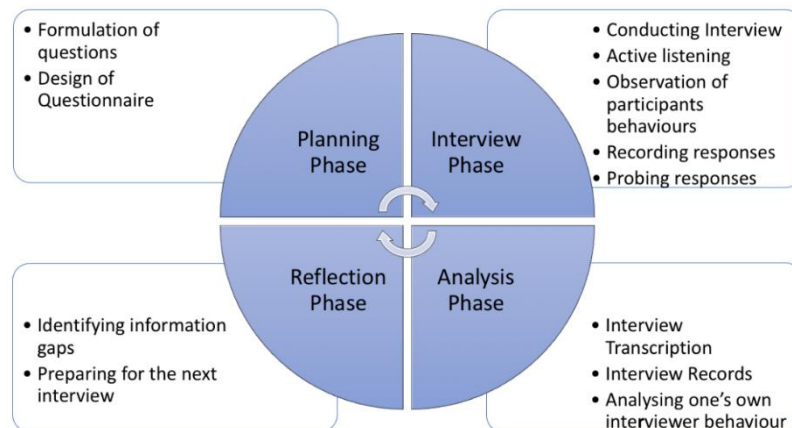 • Formulation of
questions
• Design of
Questionnaire
Planning
Phase
• Conducting Interview
• Active listening
• Observation of
participants
behaviours
• Recording responses
• Probing responses
Interview
Phase
Reflection
Phase
• Identifying information
gaps
• Preparing for the next
interview
Analysis
Phase
• Interview
Transcription
• Interview Records
• Analysing one's own
interviewer behaviour